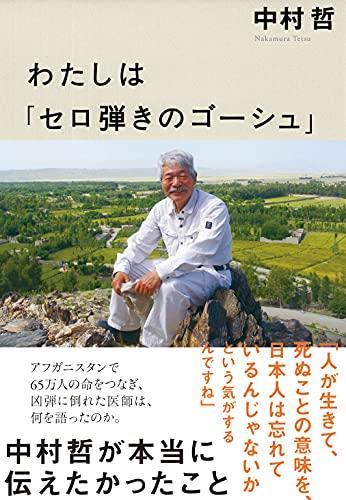 中村 哲
Nakamura Tetsu
わたしは
「セロ弾きのゴーシュ」
「人が生きて、
死ぬことの意味を、
日本人は忘れて
いるんじゃないか
という気がする
んですね」
アフガニスタンで
65万人の命をつなぎ、
凶弾に倒れた医師は、
何を語ったのか。
中村哲が本当に
伝えたかったこと